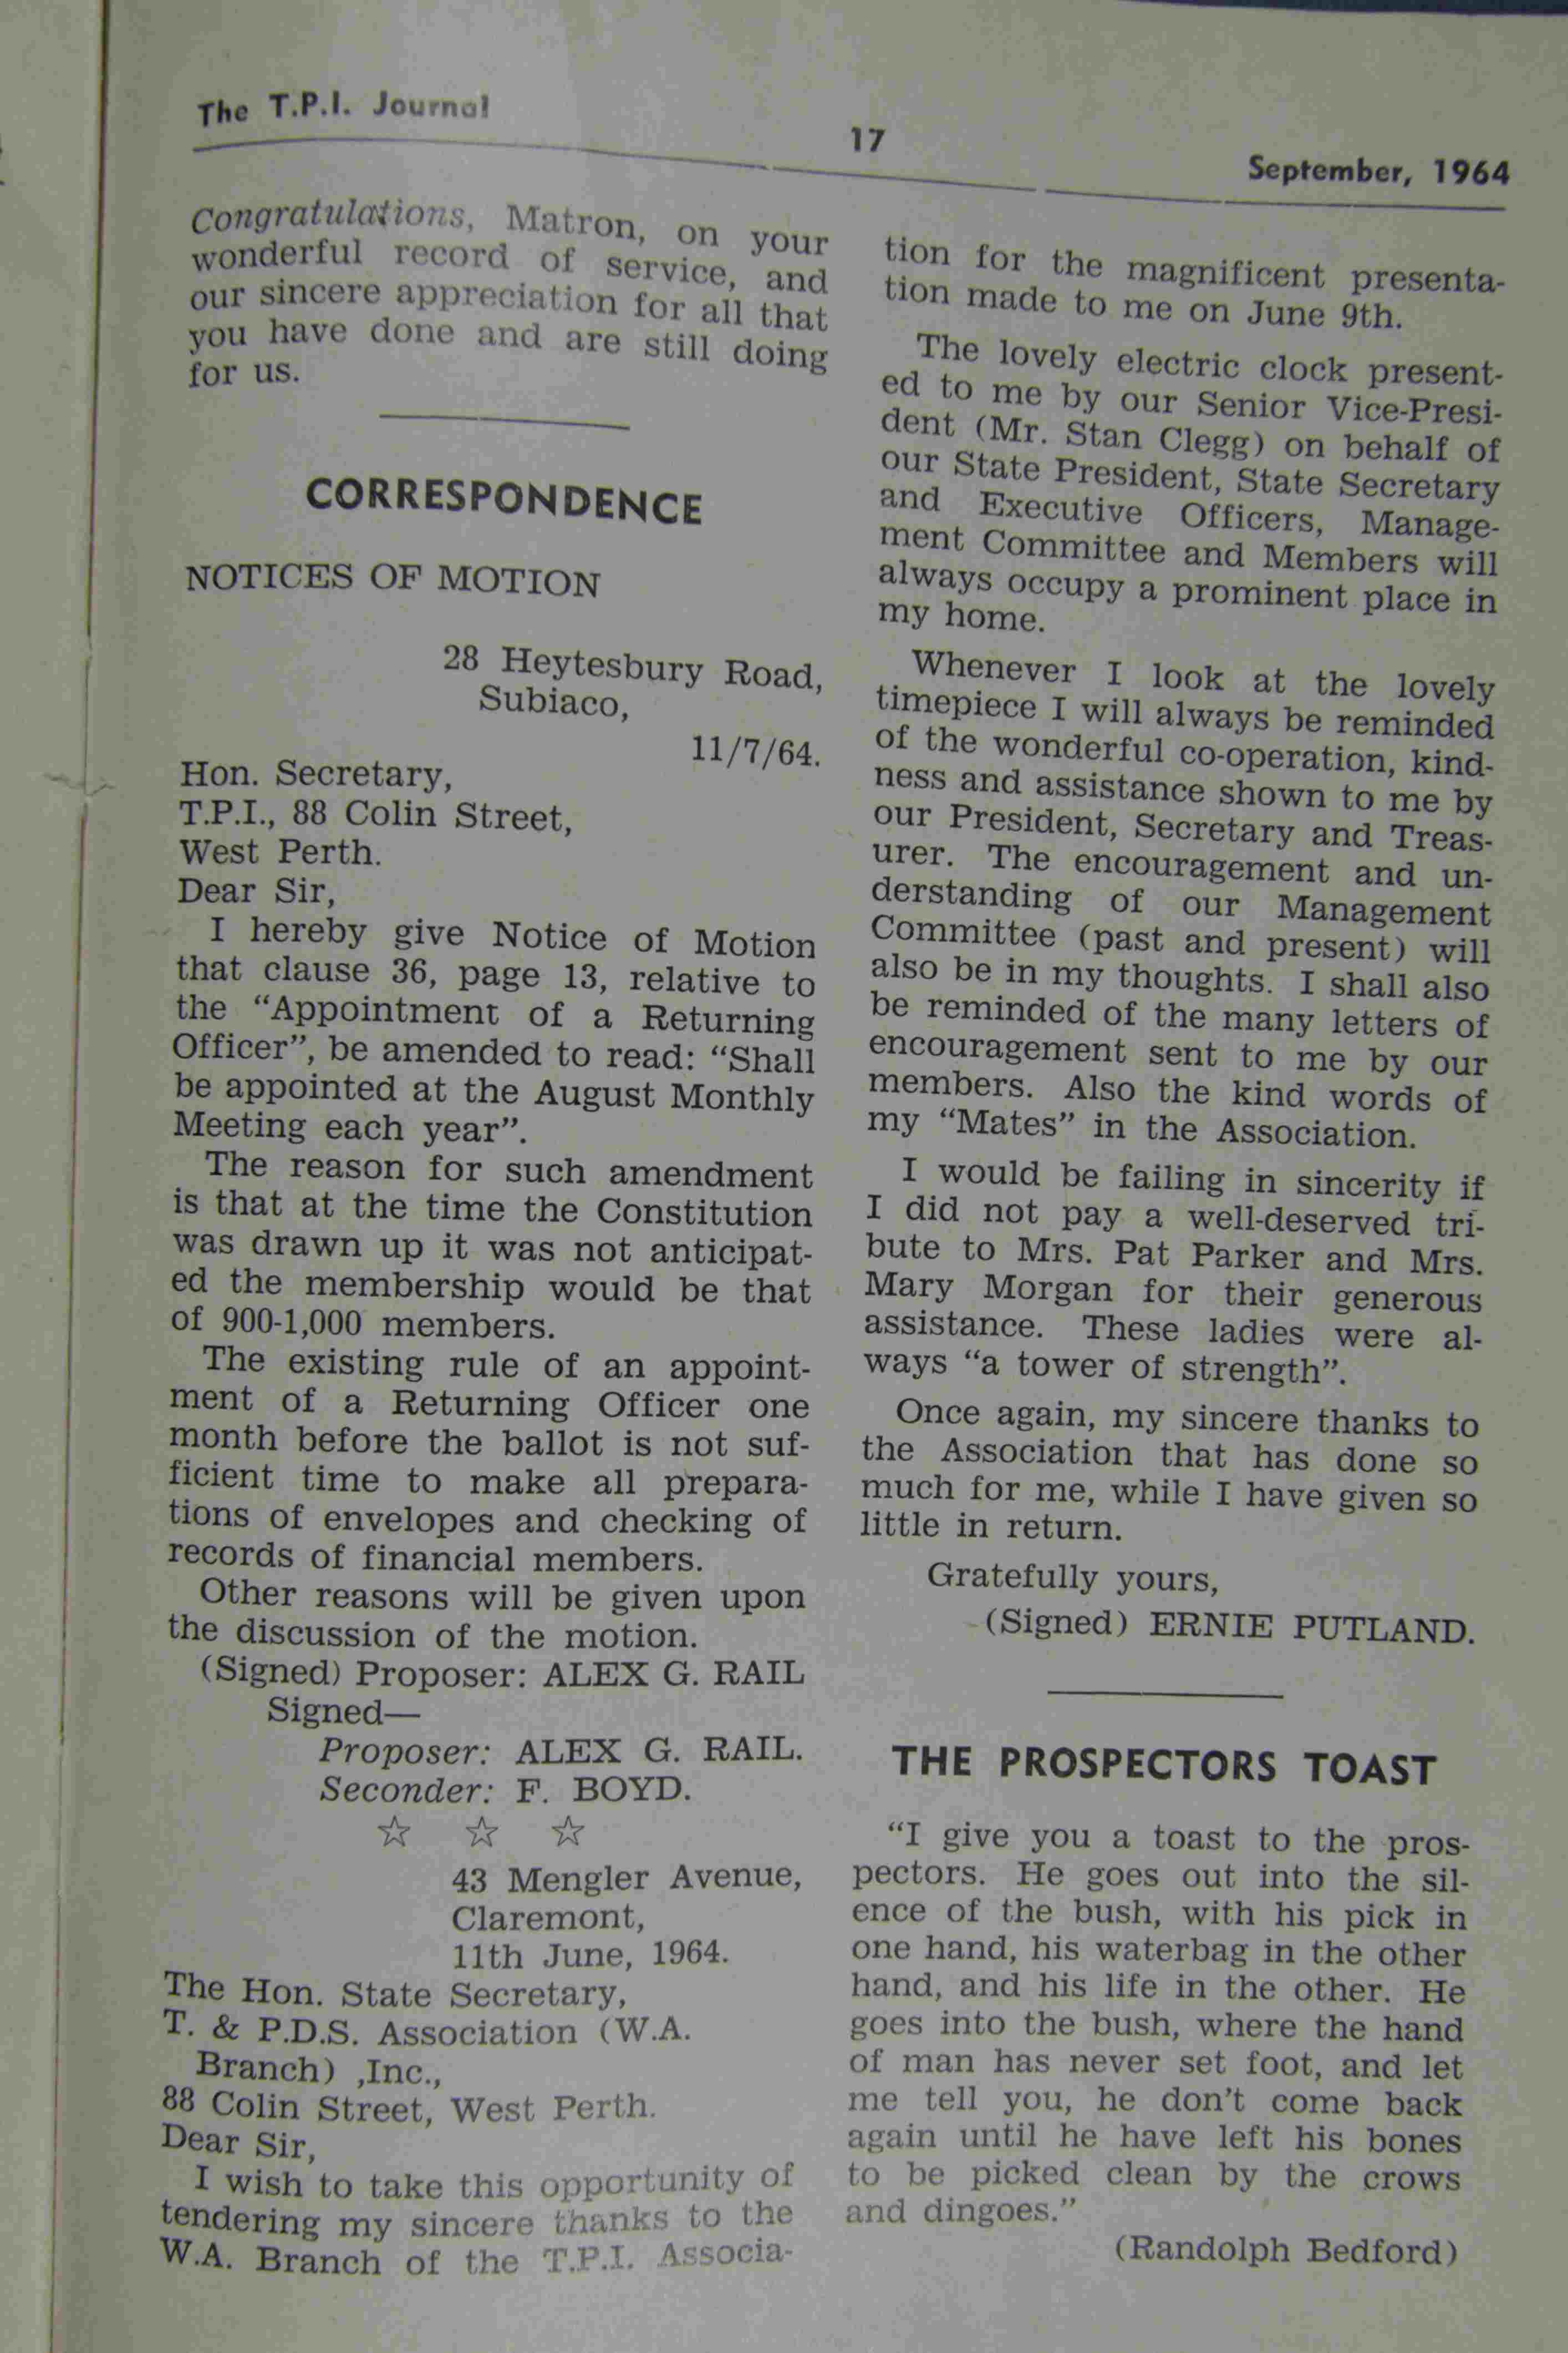 The T.P.I. Journal
17
September, 1964
Congratulations, Matron, on your
wonderful record of service, and
our sincere appreciation for all that
you have done and are still doing
for us.
CORRESPONDENCE
NOTICES OF MOTION
28 Heytesbury Road,
Subiaco,
11/7/64.
Hon. Secretary,
T.P.I., 88 Colin Street,
West Perth.
Dear Sir,
I hereby give Notice of Motion
that clause 36, page 13, relative to
the "Appointment of a Returning
Officer", be amended to read: "Shall
be appointed at the August Monthly
Meeting each year".
The reason for such amendment
is that at the time the Constitution
was drawn up it was not anticipat-
ed the membership would be that
of 900-1,000 members.
The existing rule of an appoint-
ment of a Returning Officer one
month before the ballot is not suf-
ficient time to make all prepara-
tions of envelopes and checking of
records of financial members.
Other reasons will be given upon
the discussion of the motion.
(Signed) Proposer: ALEX G. RAIL
Signed—
Proposer: ALEX G. RAIL.
Seconder: F. BOYD.
☆ ☆ ☆
43 Mengler Avenue,
Claremont,
11th June, 1964.
The Hon. State Secretary,
T. & P.D.S. Association (W.A.
Branch) ,Inc.,
88 Colin Street, West Perth.
Dear Sir,
I wish to take this opportunity of
tendering my sincere thanks to the
W.A. Branch of the T.P.I. Associa-
tion for the magnificent presenta-
tion made to me on June 9th.
The lovely electric clock present-
ed to me by our Senior Vice-Presi-
dent (Mr. Stan Clegg) on behalf of
our State President, State Secretary
and Executive Officers, Manage-
ment Committee and Members will
always occupy a prominent place in
my home.
Whenever I look at the lovely
timepiece I will always be reminded
of the wonderful co-operation, kind-
ness and assistance shown to me by
our President, Secretary and Treas-
urer. The encouragement and un-
derstanding of our Management
Committee (past and present) will
also be in my thoughts. I shall also
be reminded of the many letters of
encouragement sent to me by our
members. Also the kind words of
my "Mates" in the Association.
I would be failing in sincerity if
I did not pay a well-deserved tri-
bute to Mrs. Pat Parker and Mrs.
Mary Morgan for their generous
assistance. These ladies were al-
ways "a tower of strength".
Once again, my sincere thanks to
the Association that has done so
much for me, while I have given so
little in return.
Gratefully yours,
(Signed) ERNIE PUTLAND.
THE PROSPECTORS TOAST
"I give you a toast to the pros-
pectors. He goes out into the sil-
ence of the bush, with his pick in
one hand, his waterbag in the other
hand, and his life in the other. He
goes into the bush, where the hand
of man has never set foot, and let
me tell you, he don't come back
again until he have left his bones
to be picked clean by the crows
and dingoes."
(Randolph Bedford)